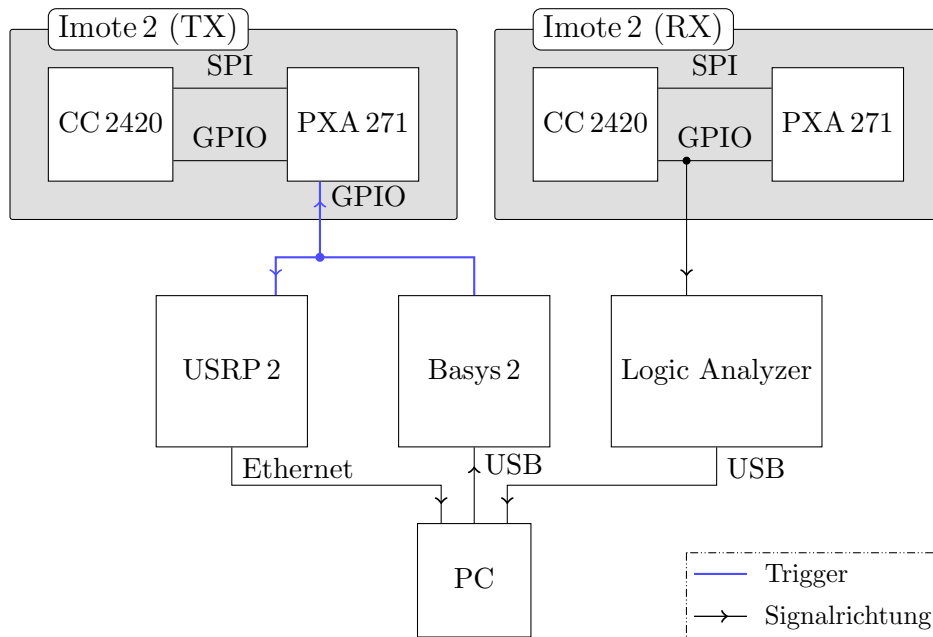 Imote 2 (TX)
Imote 2 (RX)
SPI
SPI
CC 2420
PXA 271
CC 2420
PXA 271
GPIO
GPIO
GPIO
USRP 2
Basys 2
Logic Analyzer
Ethernet
USB
USB
PC
Trigger
Signalrichtung